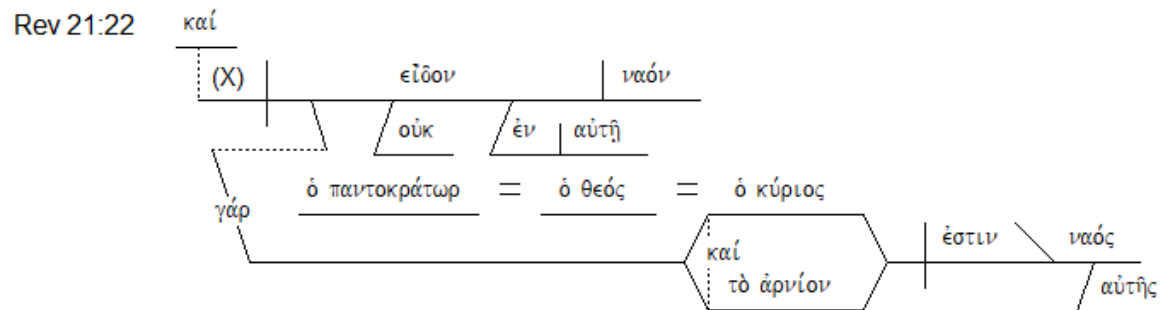 Rev 21:22 καί
(X) εἶδον ναόν
οὐκ ἐν αὐτῇ
ὁ παντοκράτωρ = ὁ θεός = ὁ κύριος
γάρ
ἐστιν ναός
καί
τὸ ἀρνίον αὐτῆς